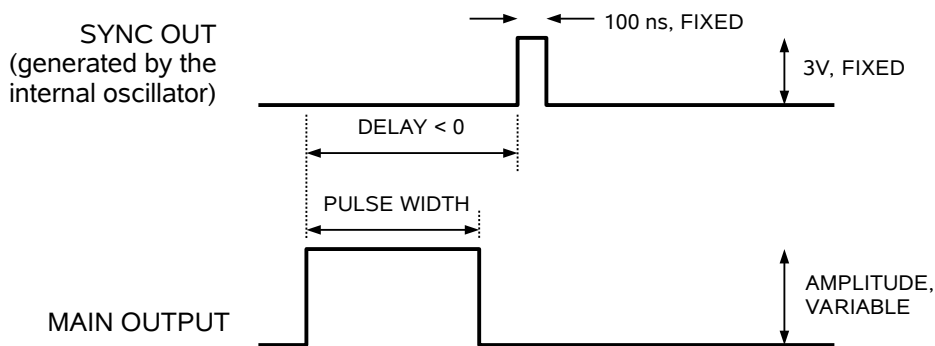 SYNC OUT
(generated by the
internal oscillator)
100 ns, FIXED
3V, FIXED
DELAY < 0
PULSE WIDTH
MAIN OUTPUT
AMPLITUDE,
VARIABLE